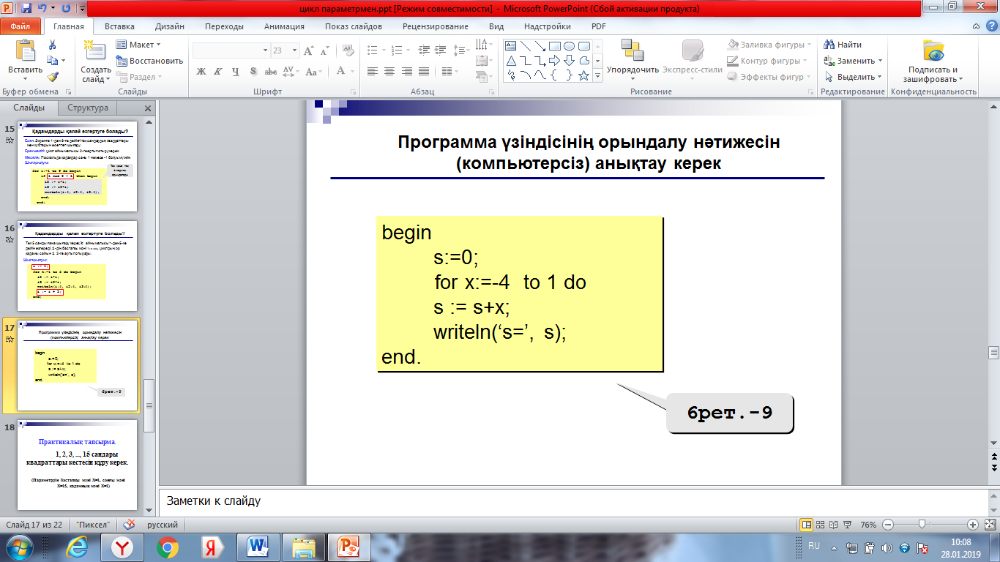 цикл параметрмен.ppt [Режим совместимости] - Microsoft PowerPoint (Сбой активации продукта)
Файл Главная Вставка Дизайн Переходы Анимация Показ слайдов Рецензирование Вид Надстройки PDF
Вставить
Буфер обмена
Создать слайд
Макет
Восстановить
Раздел
Слайды
23
Ж К Ч S abc AV Aa A
Шрифт
Абзац
Упорядочить
Экспресс-стили
Заливка фигуры
Контур фигуры
Эффекты фигур
Рисование
Найти
Заменить
Выделить
Редактирование
Подписать и зашифровать
Конфиденциальность
Слайды Структура
15
Қадамдарды қалай өзгертуге болады?
16
Қадамдарды қалай өзгертуге болады?
17
Программа үзіндісінің орындалу нәтижесін
(компьютерсіз) анықтау керек
begin
s:=0;
for x:=-4 to 1 do
s := s+x;
writeln('s=', s);
end.
6рет.-9
18
Практикалық тапсырма.
1, 2, 3, ..., 15 сандары
квадраттары кестесін құру керек.
(Параметрдің бастапқы мәні X=1, соңғы мәні
X=15, қадамның мәні X=1)
Программа үзіндісінің орындалу нәтижесін
(компьютерсіз) анықтау керек
begin
s:=0;
for x:=-4 to 1 do
s := s+x;
writeln(‘s=’, s);
end.
6рет.-9
Заметки к слайду
Слайд 17 из 22 "Пиксел" русский 76%
RU 10:08
28.01.2019